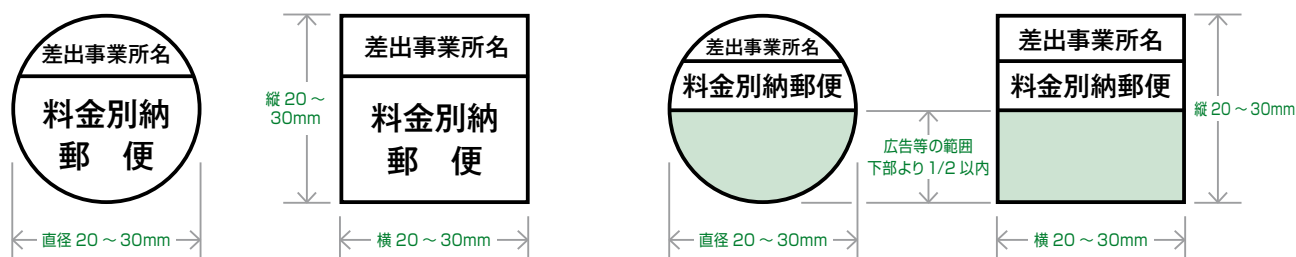 差出事業所名
料金別納
郵 便
直径 20 ～ 30mm
縦 20 ～
30mm
差出事業所名
料金別納
郵 便
横 20 ～ 30mm
差出事業所名
料金別納郵便
直径 20 ～ 30mm
広告等の範囲
下部より 1/2 以内
差出事業所名
料金別納郵便
縦 20 ～ 30mm
横 20 ～ 30mm